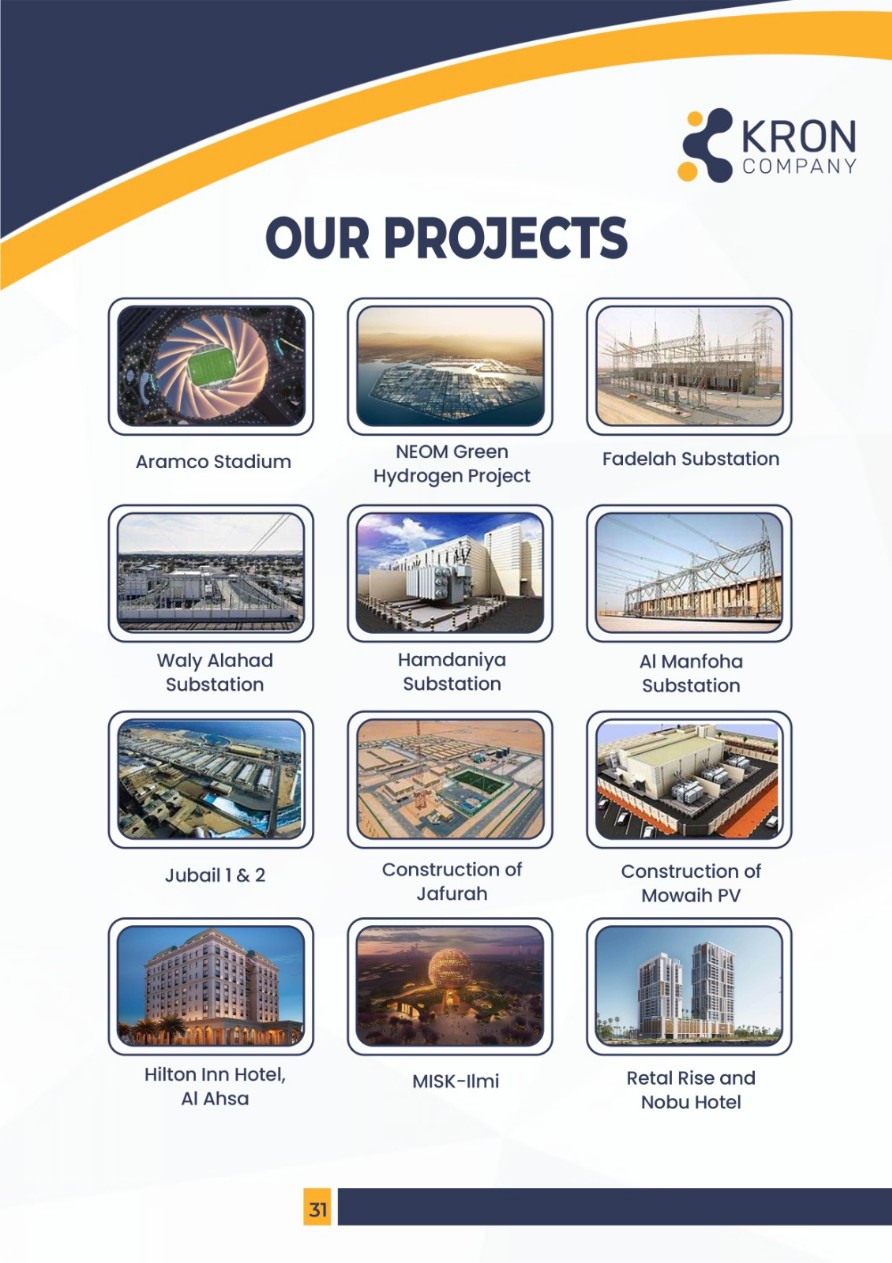 KRON
COMPANY
OUR PROJECTS
Aramco Stadium
NEOM Green
Hydrogen Project
Fadelah Substation
Waly Alahad
Substation
Hamdaniya
Substation
Al Manfoha
Substation
Jubail 1 & 2
Construction of
Jafurah
Construction of
Mowaih PV
Hilton Inn Hotel,
Al Ahsa
MISK-Ilmi
Retal Rise and
Nobu Hotel
31